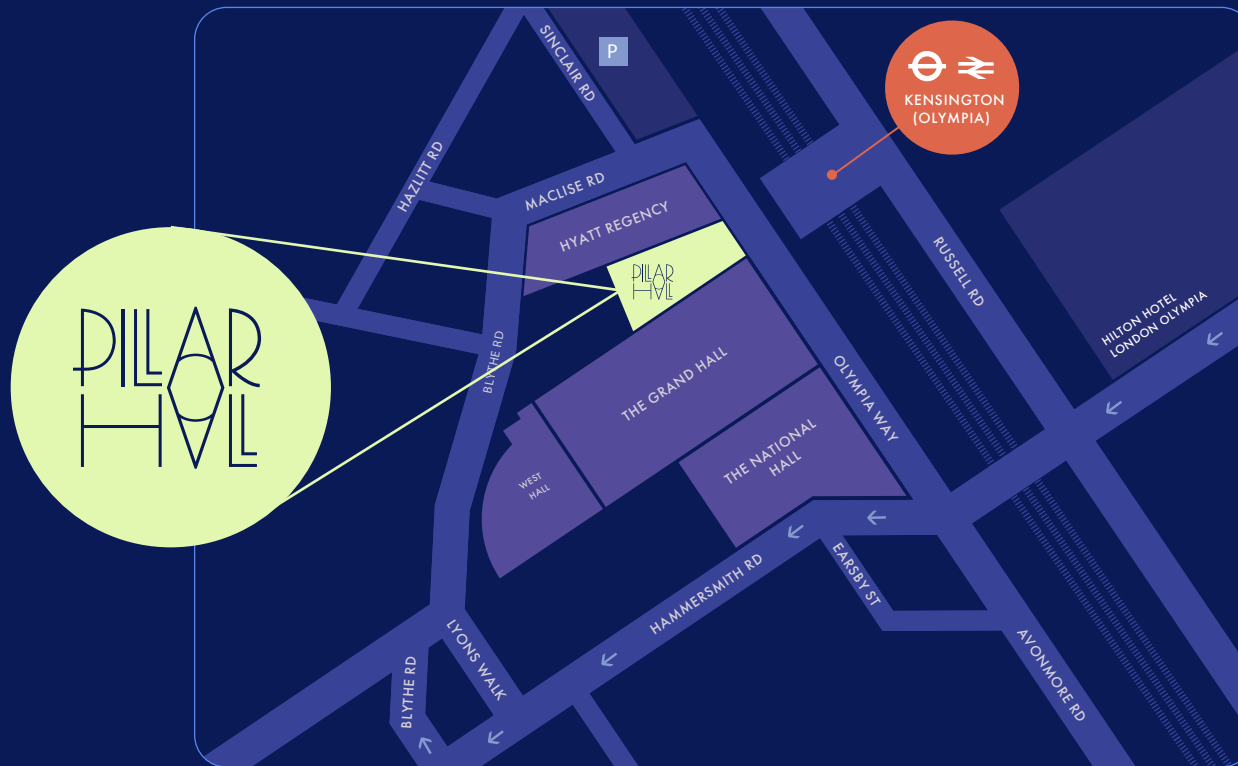 SINCLAIR RD
P
KENSINGTON
(OLYMPIA)
HAZLITT RD
MACLISE RD
HYATT REGENCY
PILLAR
HALL
RUSSELL RD
HILTON HOTEL
LONDON OLYMPIA
PILLAR
HALL
BLYTHE RD
THE GRAND HALL
OLYMPIA WAY
THE NATIONAL
HALL
WEST
HALL
EARSBY ST
HAMMERSMITH RD
LYONS WALK
BLYTHE RD
AVONMORE RD